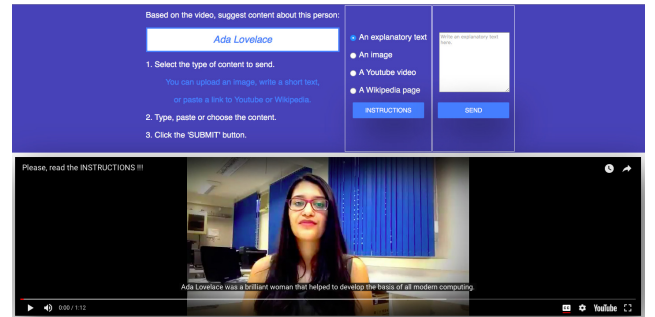 Based on the video, suggest content about this person:
Ada Lovelace
1. Select the type of content to send.
You can upload an image, write a short text,
or paste a link to Youtube or Wikipedia.
2. Type, paste or choose the content.
3. Click the 'SUBMIT' button.
An explanatory text
An image
A Youtube video
A Wikipedia page
INSTRUCTIONS
Write an explanatory text
here.
SEND
Please, read the INSTRUCTIONS !!!
Ada Lovelace was a brilliant woman that helped to develop the basis of all modern computing.
0:00 / 1:12
CC
YouTube